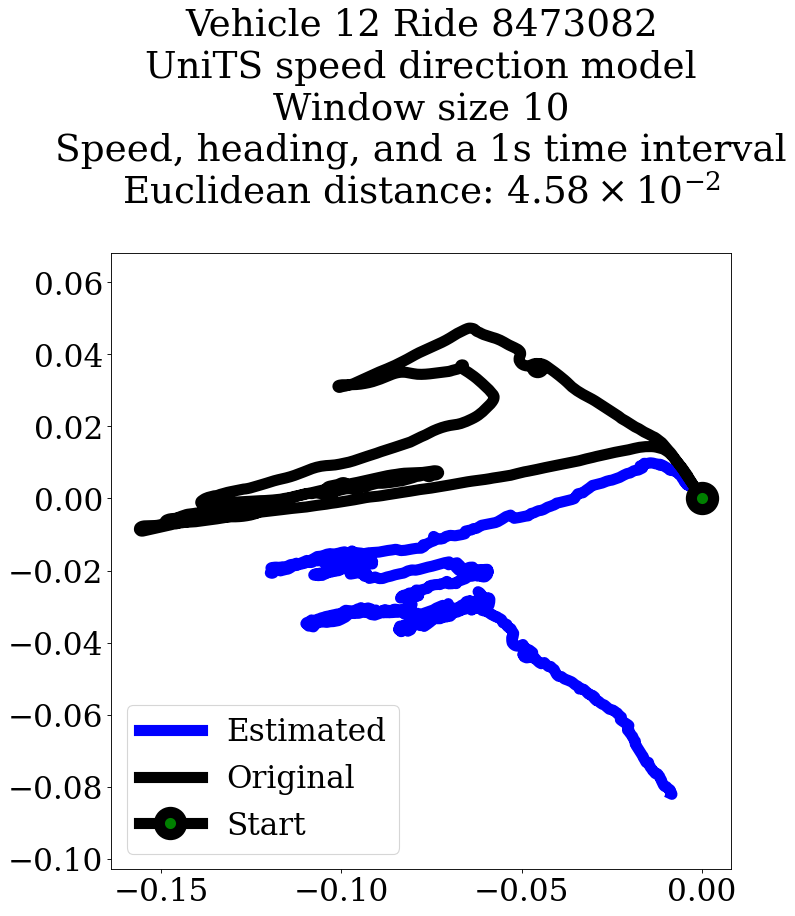 Vehicle 12 Ride 8473082
UniTS speed direction model
Window size 10
Speed, heading, and a 1s time interval
Euclidean distance: 4.58 × 10⁻²
0.06
0.04
0.02
0.00
−0.02
−0.04
−0.06
−0.08
−0.10
Estimated
Original
Start
−0.15
−0.10
−0.05
0.00